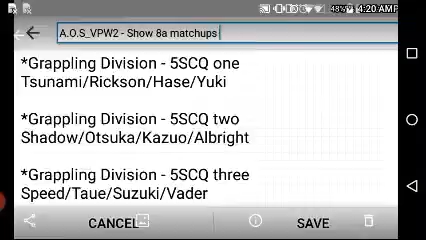 48% 4:20 AM
A.O.S_VPW2 - Show 8a matchups
*Grappling Division - 5SCQ one
Tsunami/Rickson/Hase/Yuki
*Grappling Division - 5SCQ two
Shadow/Otsuka/Kazuo/Albright
*Grappling Division - 5SCQ three
Speed/Taue/Suzuki/Vader
CANCEL SAVE